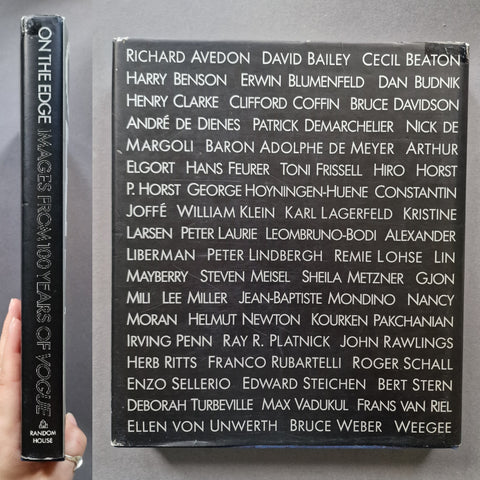 ON THE EDGE IMAGES FROM 100 YEARS OF VOGUE
RANDOM
HOUSE
RICHARD AVEDON DAVID BAILEY CECIL BEATON
HARRY BENSON ERWIN BLUMENFELD DAN BUDNIK
HENRY CLARKE CLIFFORD COFFIN BRUCE DAVIDSON
ANDRÉ DE DIENES PATRICK DEMARCHELIER NICK DE
MARGOLI BARON ADOLPHE DE MEYER ARTHUR
ELGORT HANS FEURER TONI FRISSELL HIRO HORST
P. HORST GEORGE HOYNINGEN-HUENE CONSTANTIN
JOFFÉ WILLIAM KLEIN KARL LAGERFELD KRISTINE
LARSEN PETER LAURIE LEOMBRUNO-BODI ALEXANDER
LIBERMAN PETER LINDBERGH REMIE LOHSE LIN
MAYBERRY STEVEN MEISEL SHEILA METZNER GJON
MILI LEE MILLER JEAN-BAPTISTE MONDINO NANCY
MORAN HELMUT NEWTON KOURKEN PAKCHANIAN
IRVING PENN RAY R. PLATNICK JOHN RAWLINGS
HERB RITTS FRANCO RUBARTELLI ROGER SCHALL
ENZO SELLERIO EDWARD STEICHEN BERT STERN
DEBORAH TURBEVILLE MAX VADUKUL FRANS VAN RIEL
ELLEN VON UNWERTH BRUCE WEBER WEEGEE